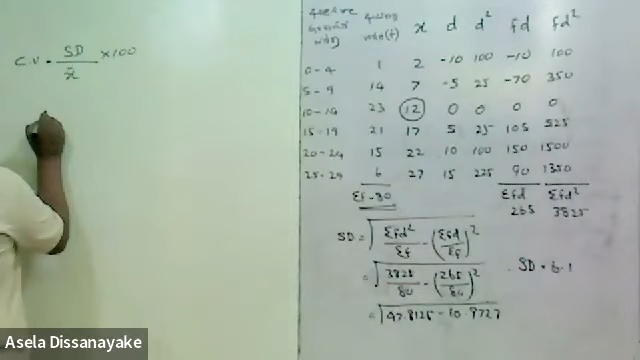 C.V = SD / x̄ × 100
x d d² fd fd²
0-4 1 2 -10 100 -10 100
5-9 14 7 -5 25 -70 350
10-14 23 12 0 0 0 0
15-19 21 17 5 25 105 525
20-24 15 22 10 100 150 1500
25-29 6 27 15 225 90 1350
Σf=80 Σfd Σfd²
265 3825
SD = √ Σfd²/Σf - (Σfd/Σf)²
= √ 3825/80 - (265/80)² SD = 6.1
= √ 47.8125 - 10.9727
Asela Dissanayake